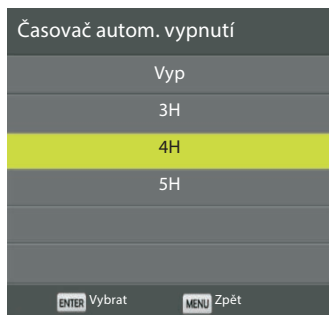 Časovač autom. vypnutí
Vyp
3H
4H
5H
ENTER Vybrat MENU Zpět